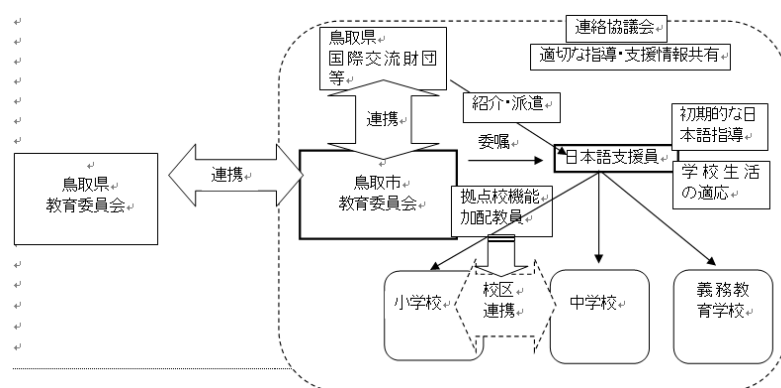 連絡協議会
適切な指導・支援情報共有
鳥取県
国際交流財団
等
紹介・派遣
連携
初期的な日
本語指導
委嘱
日本語支援員
学校生活
の適応
鳥取県
教育委員会
連携
鳥取市
教育委員会
拠点校機能
加配教員
小学校
校区
連携
中学校
義務教
育学校